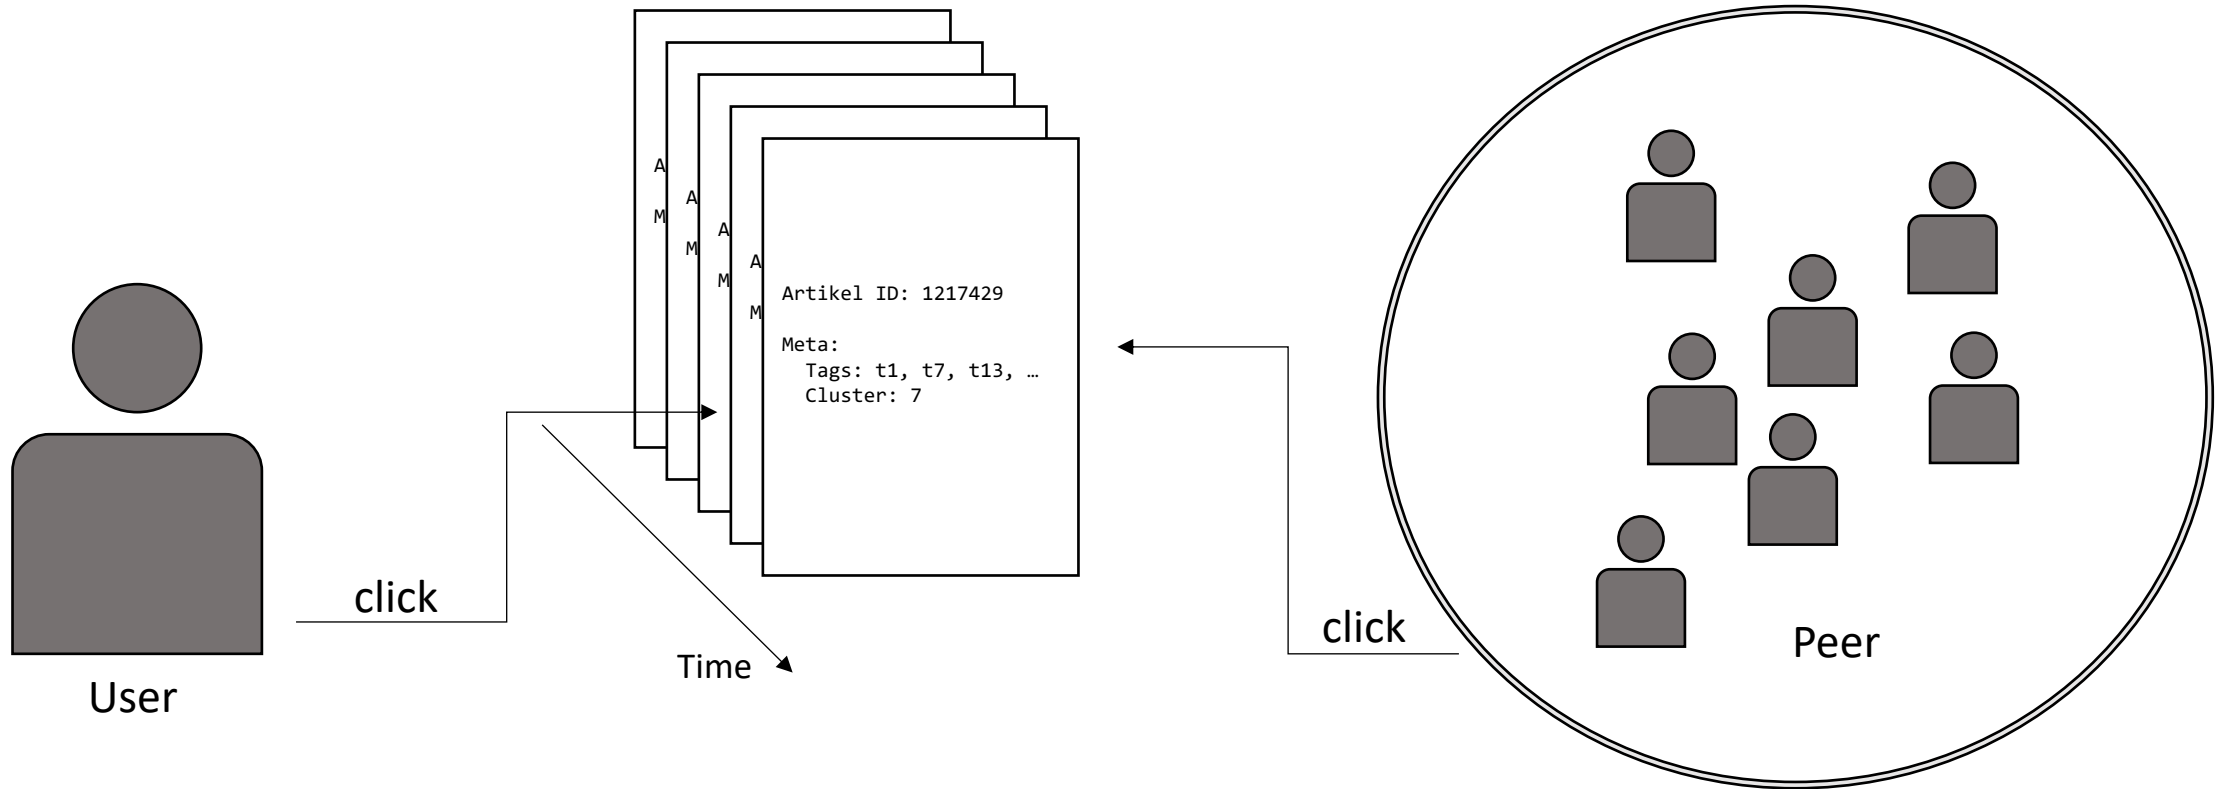 A
M
A
M
A
M
A
M
Artikel ID: 1217429
Meta:
Tags: t1, t7, t13, …
Cluster: 7
click
User
Time
click
Peer